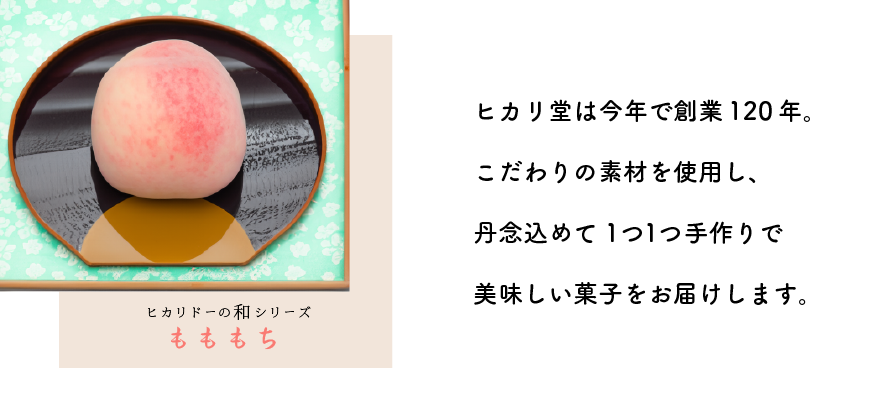 ヒカリ堂は今年で創業120年。
こだわりの素材を使用し、
丹念込めて1つ1つ手作りで
美味しい菓子をお届けします。
ヒカリドーの和シリーズ
もももち